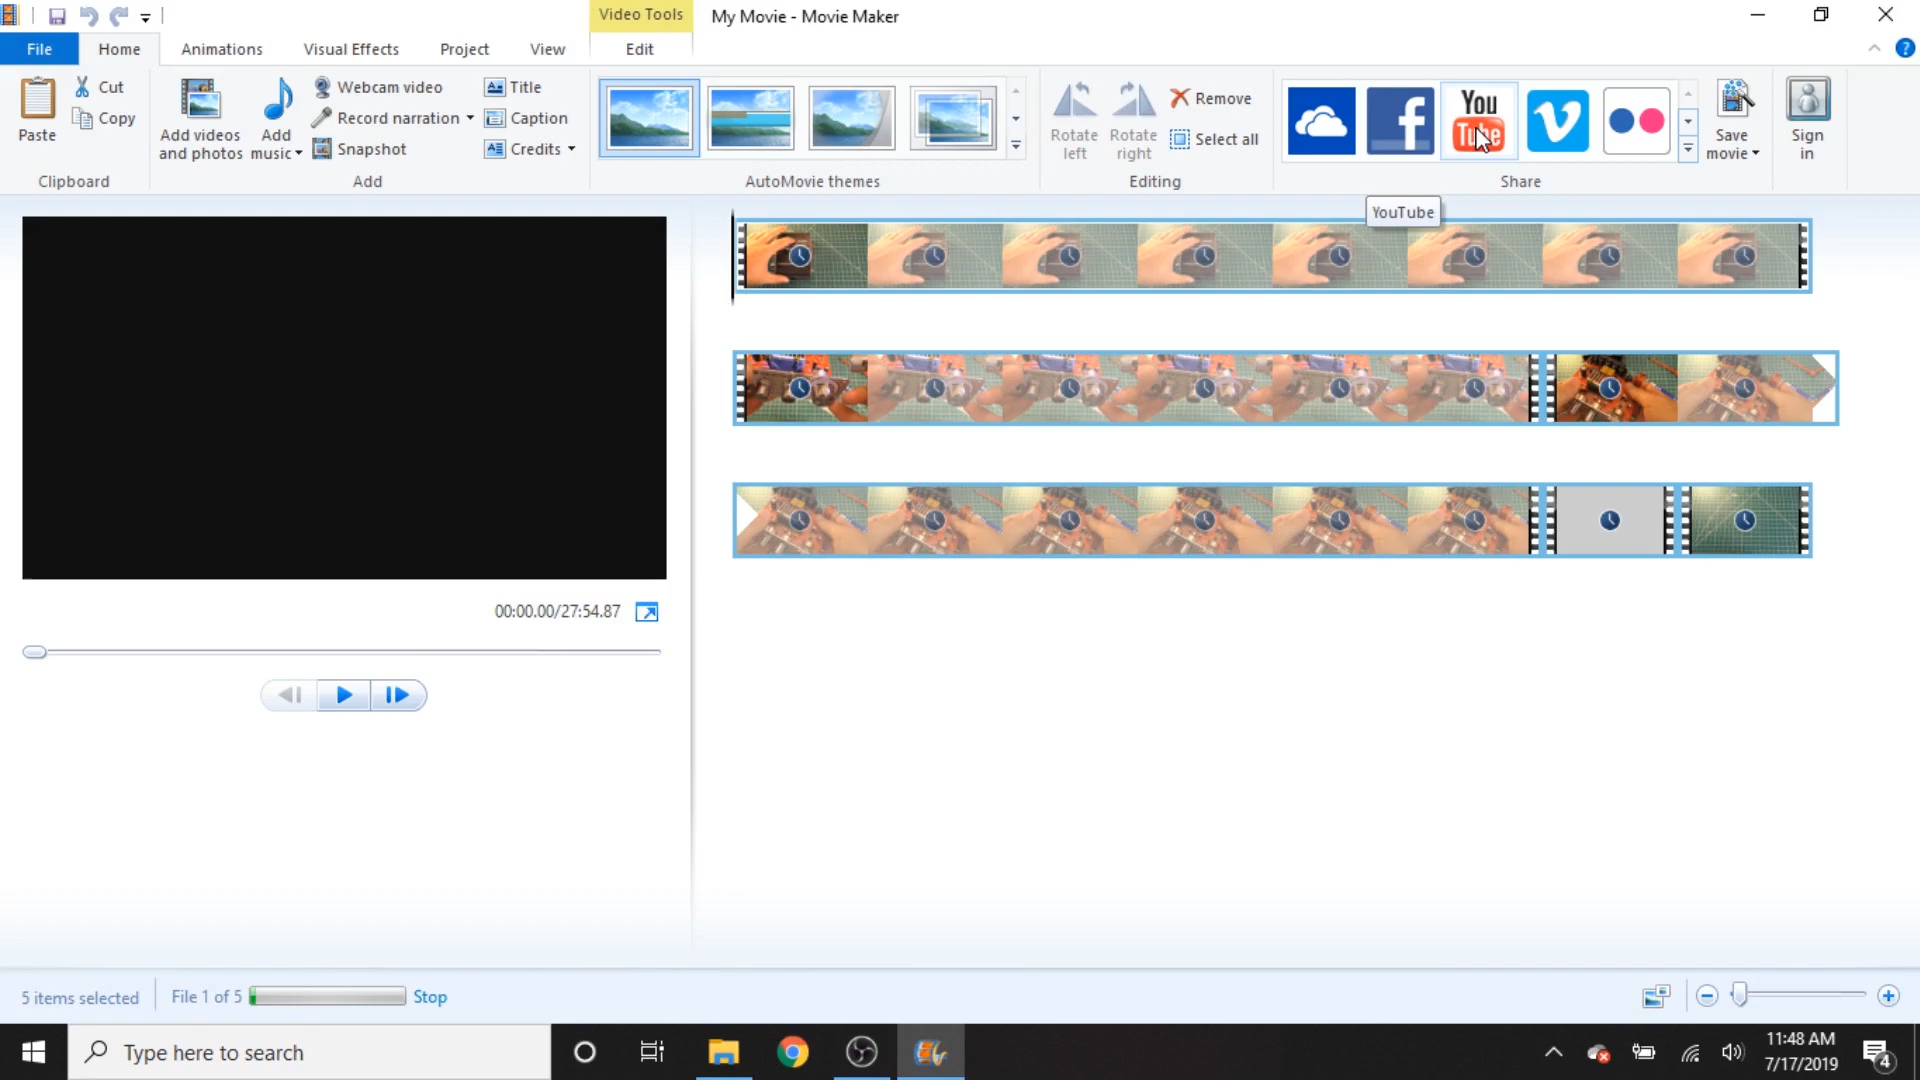 Video Tools
My Movie - Movie Maker
File
Home
Animations
Visual Effects
Project
View
Edit
Paste
Cut
Copy
Clipboard
Add videos
and photos
Add
music
Webcam video
Record narration
Snapshot
Title
Caption
Credits
Add
AutoMovie themes
Rotate
left
Rotate
right
Remove
Select all
Editing
You
Tube
Share
Save
movie
Sign
in
YouTube
00:00.00/27:54.87
5 items selected
File 1 of 5
Stop
Type here to search
11:48 AM
7/17/2019
4